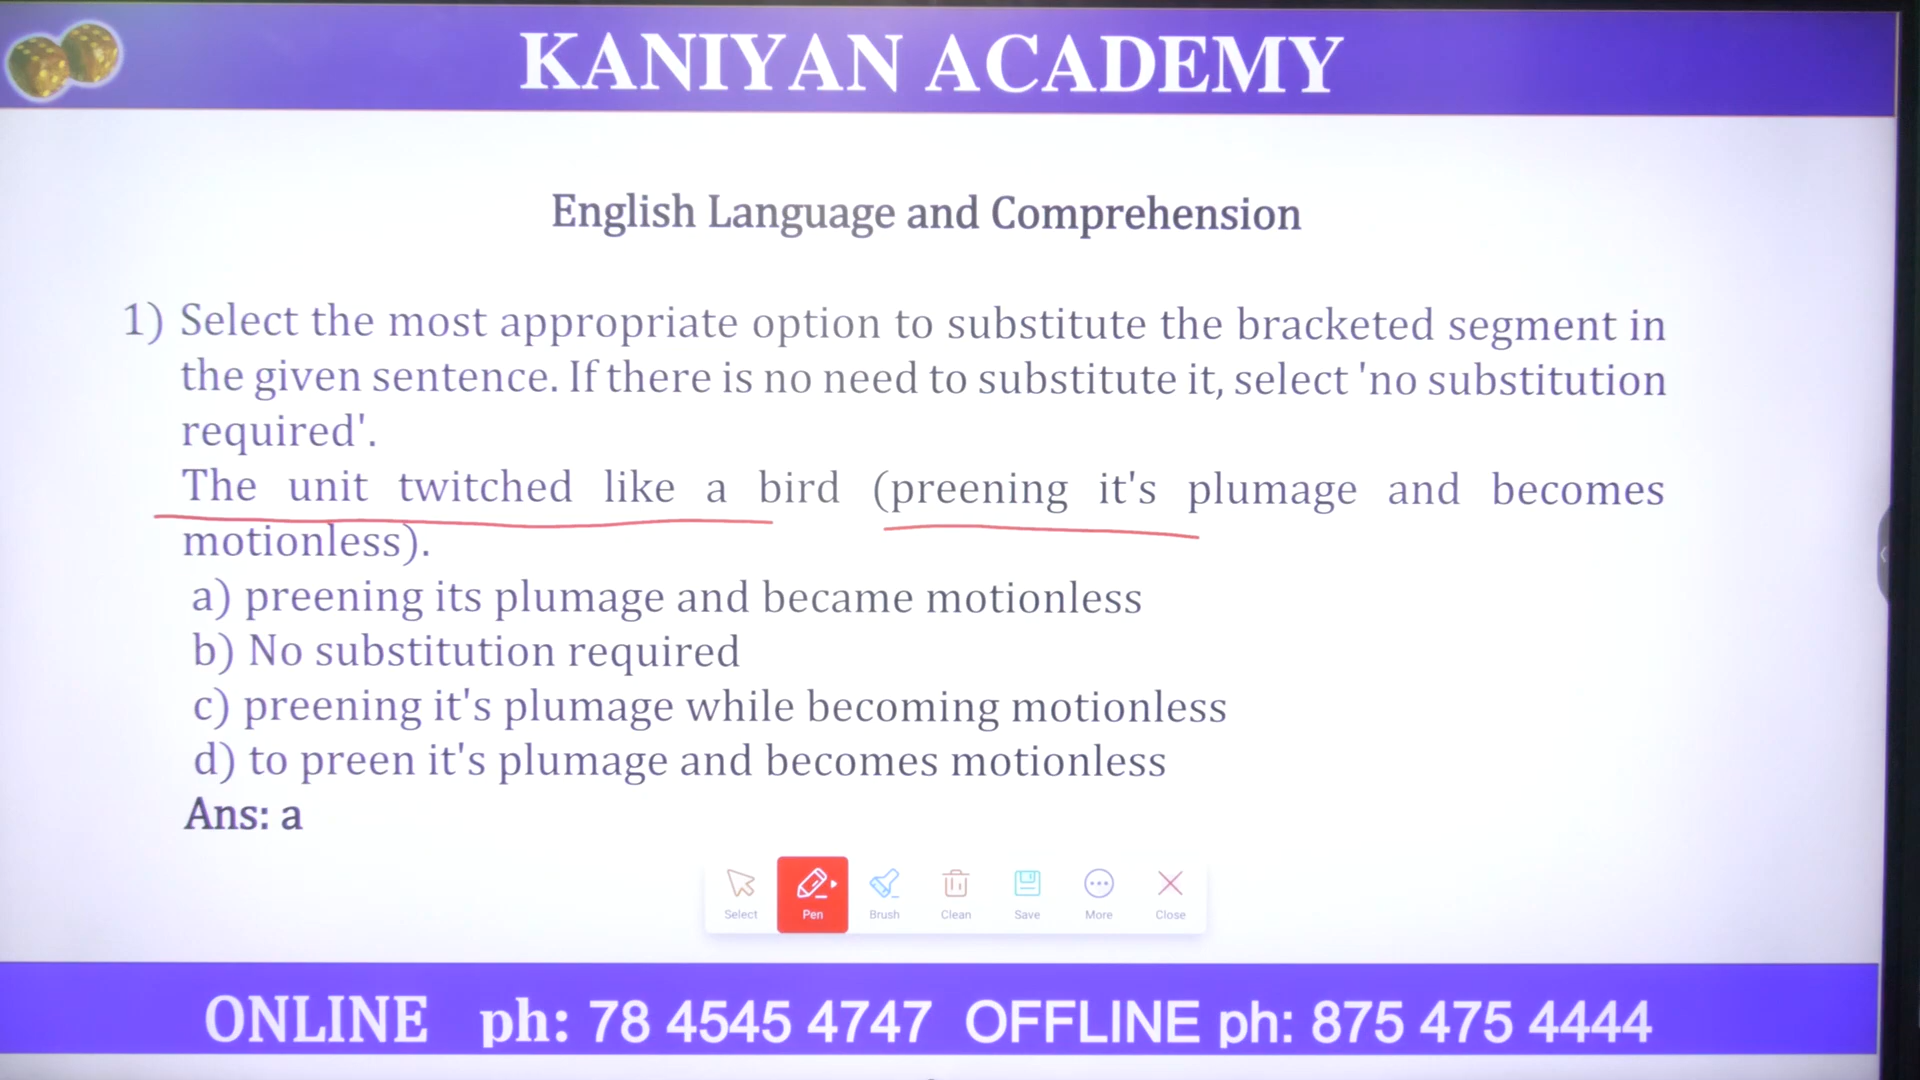 KANIYAN ACADEMY
English Language and Comprehension
1) Select the most appropriate option to substitute the bracketed segment in
the given sentence. If there is no need to substitute it, select 'no substitution
required'.
The unit twitched like a bird (preening it's plumage and becomes
motionless).
a) preening its plumage and became motionless
b) No substitution required
c) preening it's plumage while becoming motionless
d) to preen it's plumage and becomes motionless
Ans: a
Select Pen Brush Clean Save More Close
ONLINE ph: 78 4545 4747 OFFLINE ph: 875 475 4444